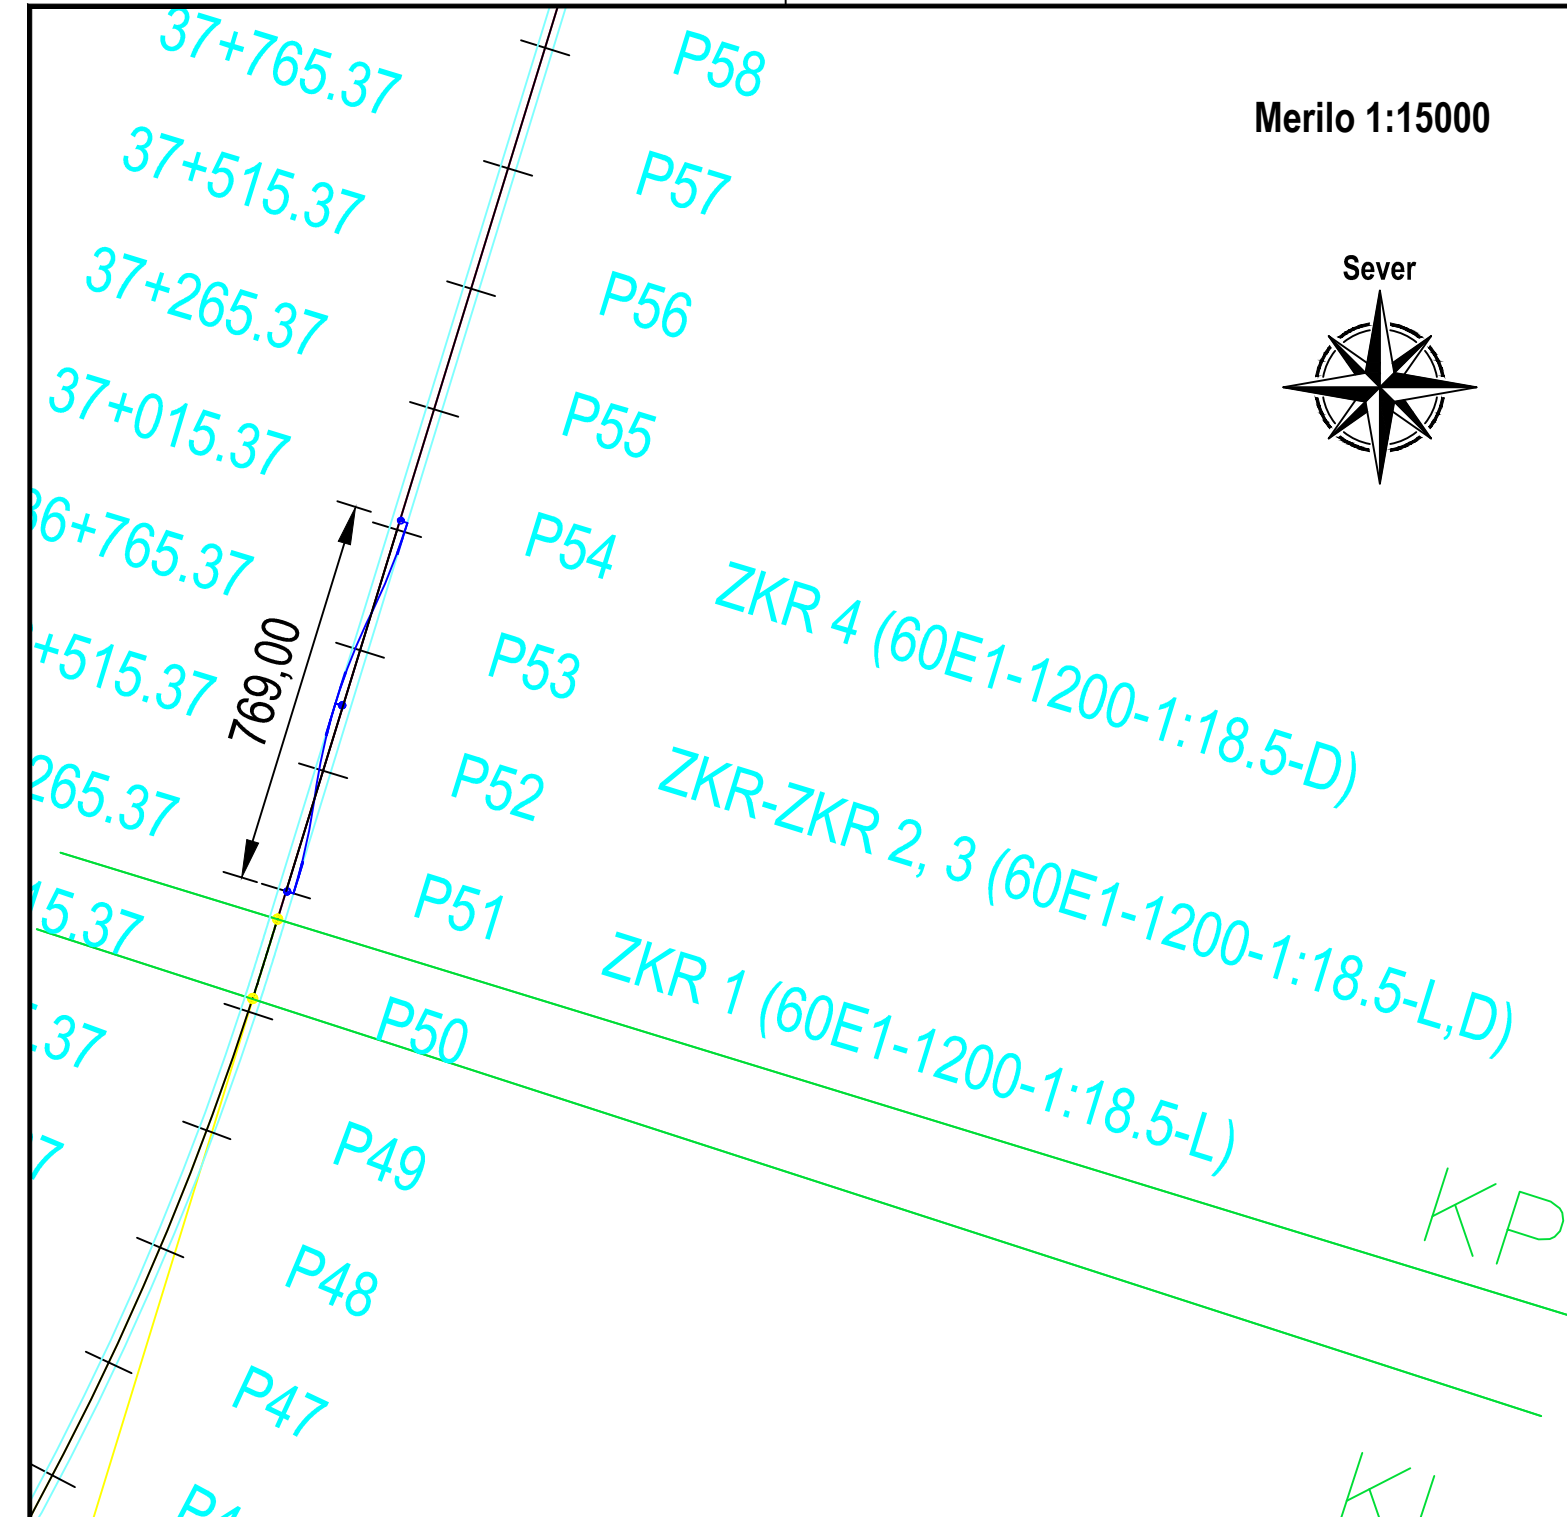 37+765.37
P58
Merilo 1:15000
37+515.37
P57
Sever
37+265.37
P56
37+015.37
P55
36+765.37
P54
ZKR 4 (60E1-1200-1:18.5-D)
+515.37
P53
769,00
ZKR-ZKR 2, 3 (60E1-1200-1:18.5-L,D)
265.37
P52
15.37
P51
ZKR 1 (60E1-1200-1:18.5-L)
.37
P50
7
P49
KP
P48
P47